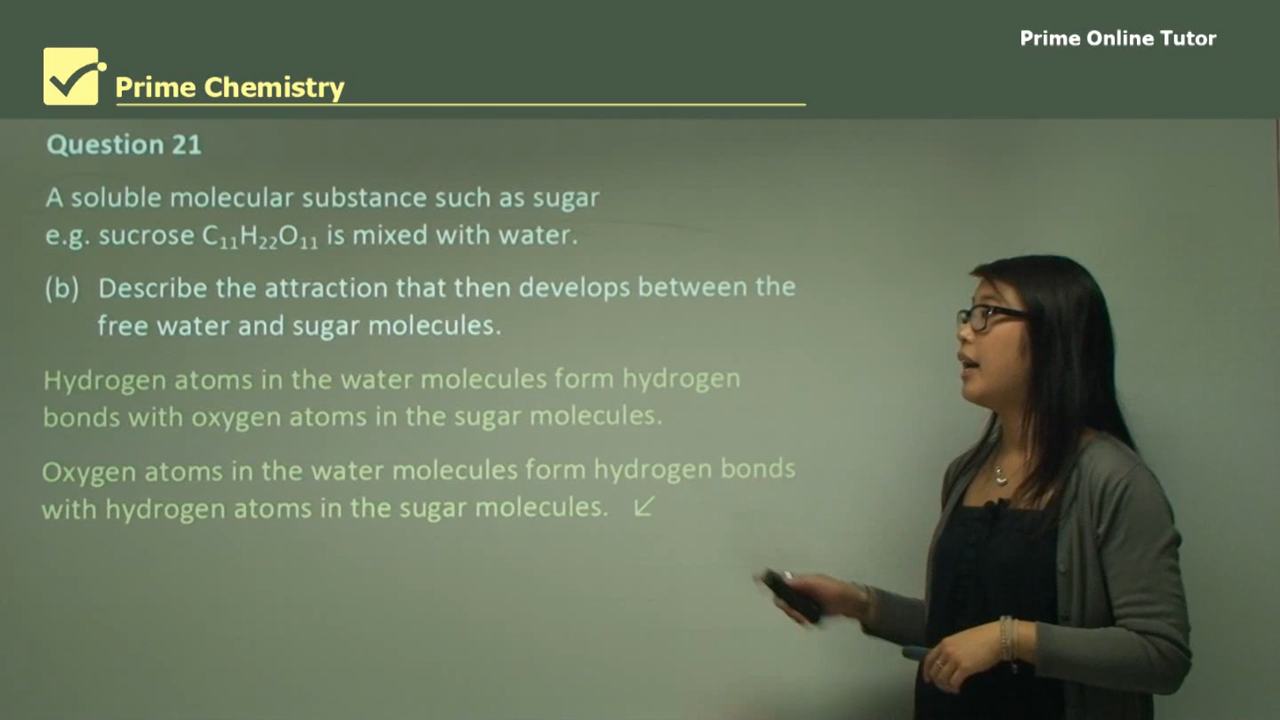 Prime Online Tutor
Prime Chemistry
Question 21
A soluble molecular substance such as sugar
e.g. sucrose C₁₁H₂₂O₁₁ is mixed with water.
(b) Describe the attraction that then develops between the
free water and sugar molecules.
Hydrogen atoms in the water molecules form hydrogen
bonds with oxygen atoms in the sugar molecules.
Oxygen atoms in the water molecules form hydrogen bonds
with hydrogen atoms in the sugar molecules. ↙